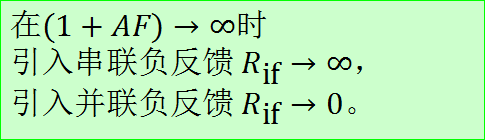 在(1 + AF) → ∞时
引入串联负反馈 Rif → ∞，
引入并联负反馈 Rif → 0。